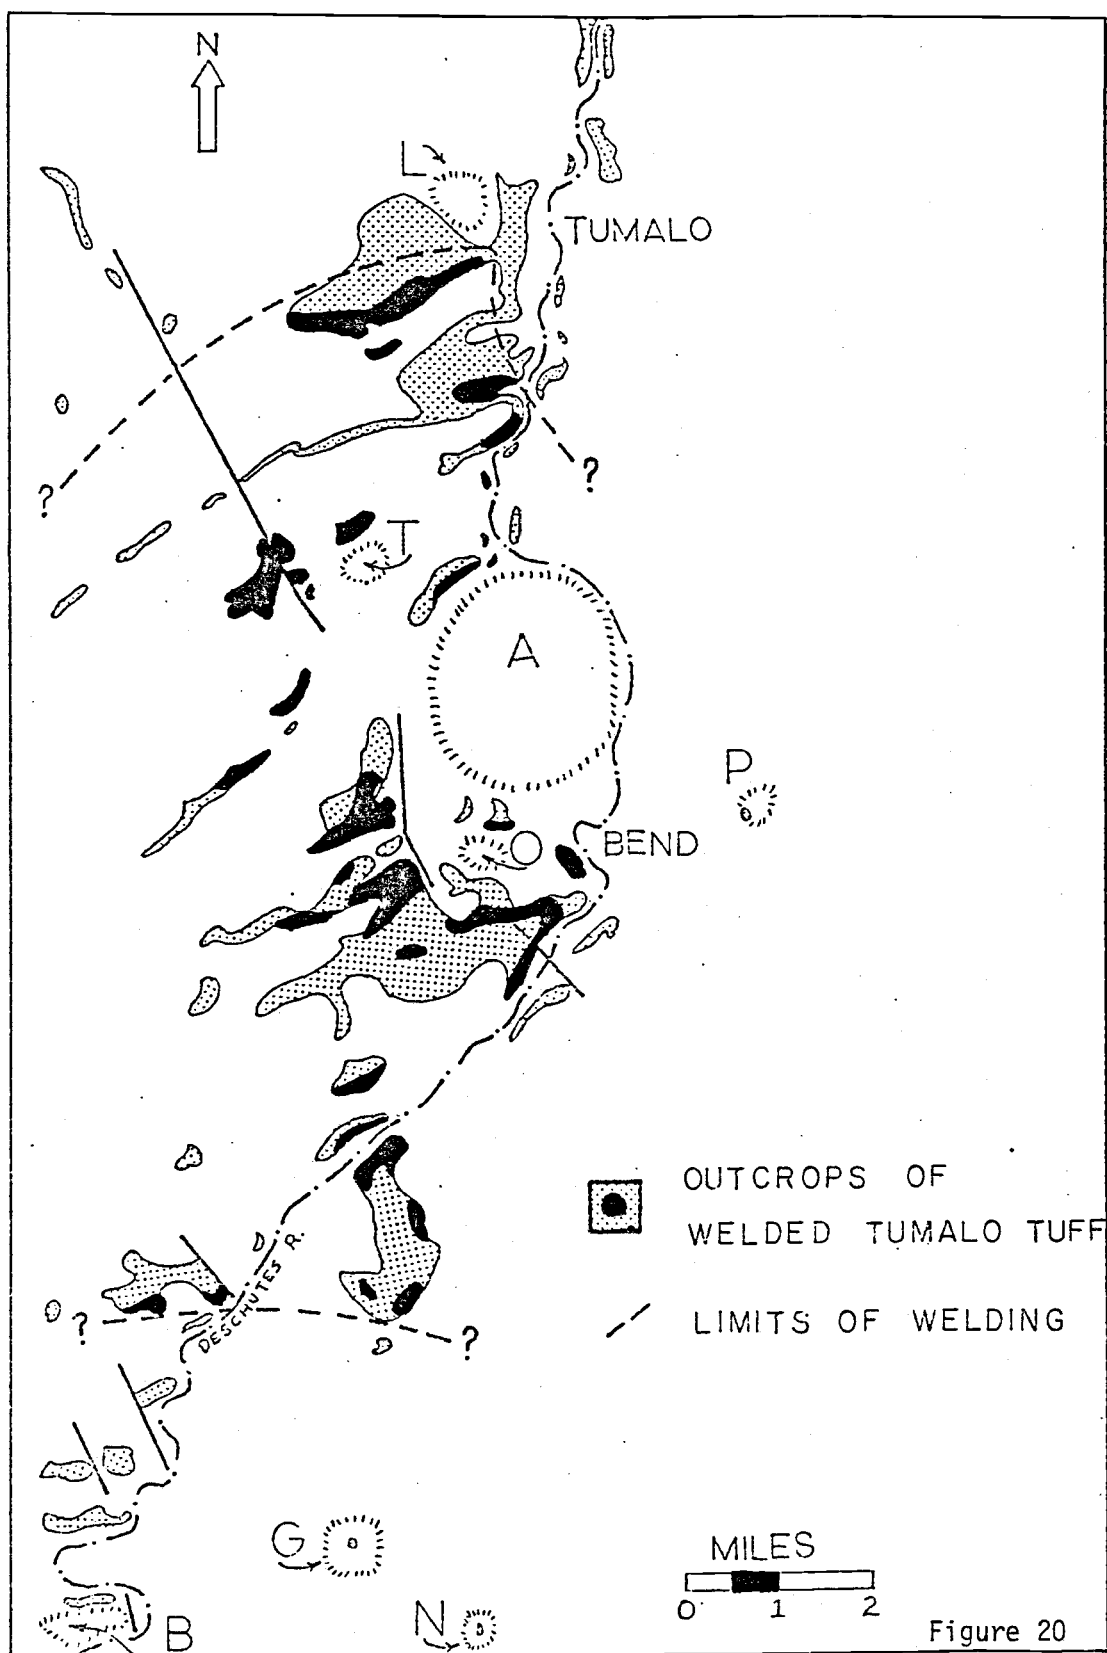 N
L
TUMALO
?
?
T
A
P
O
BEND
OUTCROPS OF
WELDED TUMALO TUFF
DESCHUTES R.
?
?
LIMITS OF WELDING
G
MILES
0 1 2
B
N
Figure 20